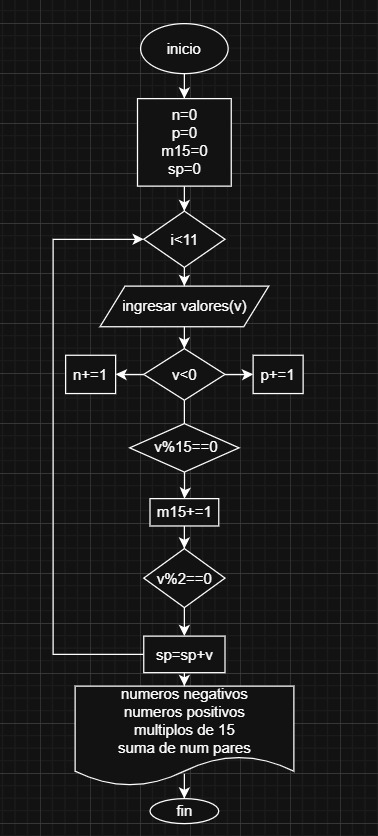 inicio
n=0
p=0
m15=0
sp=0
i<11
ingresar valores(v)
n+=1
v<0
p+=1
v%15==0
m15+=1
v%2==0
sp=sp+v
numeros negativos
numeros positivos
multiplos de 15
suma de num pares
fin